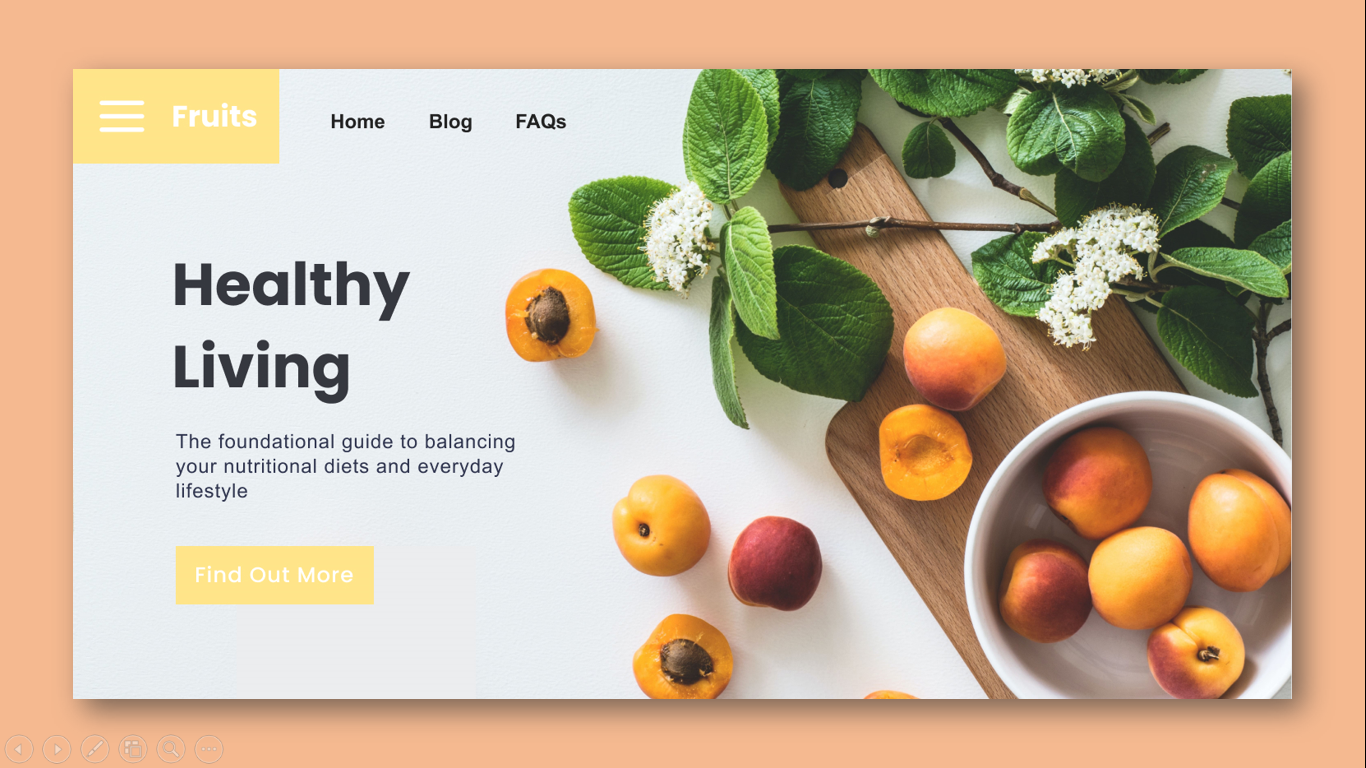 Fruits
Home Blog FAQs
Healthy
Living
The foundational guide to balancing
your nutritional diets and everyday
lifestyle
Find Out More